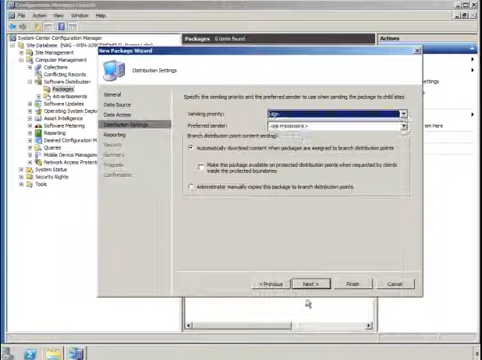 Configuration Manager Console
File Action View Window Help
System Center Configuration Manager
Site Database
Site Management
Computer Management
Collections
Conflicting Records
Software Distribution
Packages
Advertisements
Software Updates
Operating System Deplo
Asset Intelligence
Software Metering
Reporting
Desired Configuration M
Queries
Mobile Device Manageme
Network Access Protect
System Status
Security Rights
Tools
Packages 0 items found
Actions
New Package Wizard
Distribution Settings
General
Data Source
Data Access
Distribution Settings
Reporting
Security
Summary
Progress
Confirmation
Specify the sending priority and the preferred sender to use when sending the package to child sites.
Sending priority: High
Preferred sender:
Branch distribution point content settings
Automatically download content when packages are assigned to branch distribution points
Make this package available on protected distribution points when requested by clients
inside the protected boundaries
Administrator manually copies this package to branch distribution points
< Previous Next > Finish Cancel